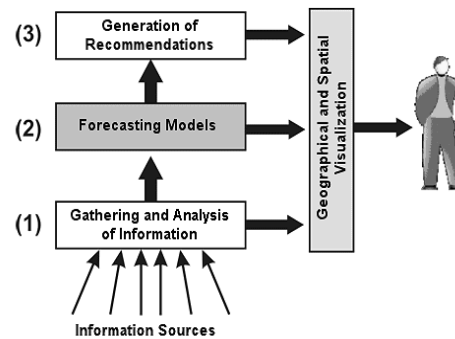 (3)
Generation of
Recommendations
(2)
Forecasting Models
(1)
Gathering and Analysis
of Information
Information Sources
Geographical and Spatial
Visualization